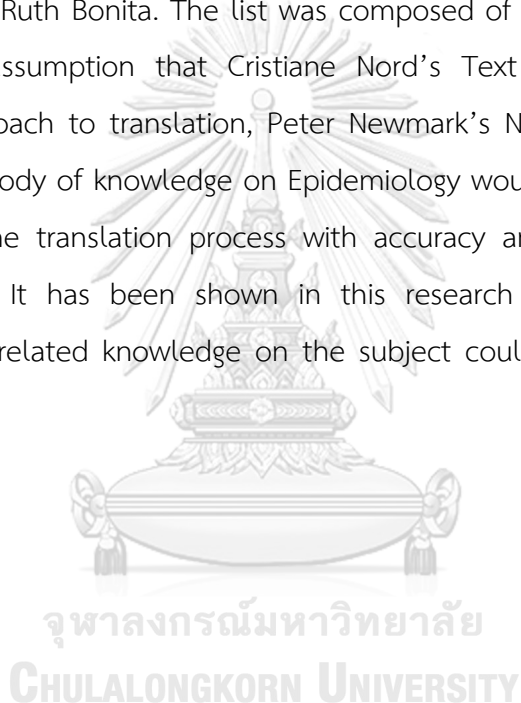 Ruth Bonita. The list was composed of
ssumption that Cristiane Nord's Text
oach to translation, Peter Newmark's N
ody of knowledge on Epidemiology wou
ne translation process with accuracy ar
It has been shown in this research
related knowledge on the subject coul
จุฬาลงกรณ์มหาวิทยาลัย
CHULALONGKORN UNIVERSITY